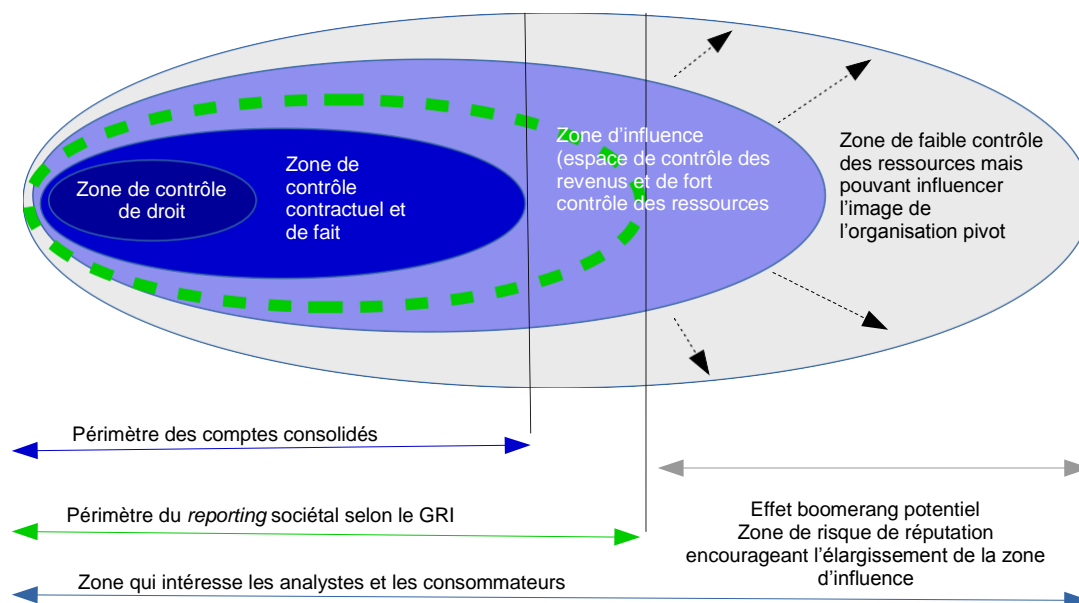 Zone de contrôle
de droit
Zone de
contrôle
contractuel et
de fait
Zone d'influence
(espace de contrôle des
revenus et de fort
contrôle des ressources
Zone de faible contrôle
des ressources mais
pouvant influencer
l'image de
l'organisation pivot
Périmètre des comptes consolidés
Périmètre du reporting sociétal selon le GRI
Effet boomerang potentiel
Zone de risque de réputation
encourageant l'élargissement de la zone
d'influence
Zone qui intéresse les analystes et les consommateurs